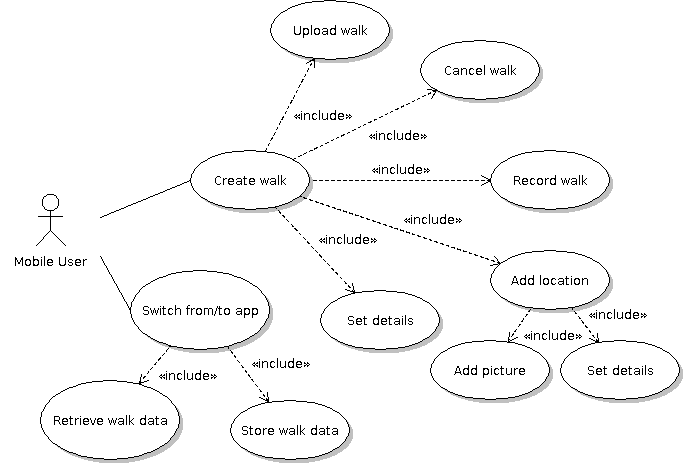 Upload walk
Cancel walk
«include»
«include»
«include»
Create walk
Record walk
«include»
«include»
Mobile User
Add location
Switch from/to app
Set details
«include»
«include»
«include»
«include»
Add picture
Set details
Retrieve walk data
Store walk data